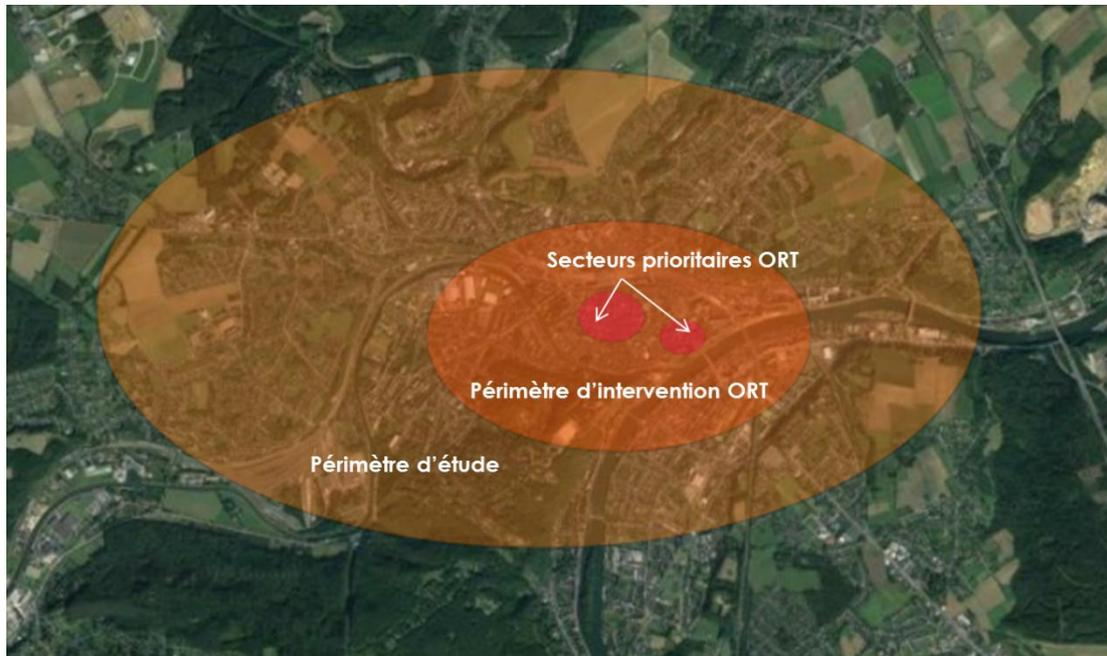 Secteurs prioritaires ORT
Périmètre d'intervention ORT
Périmètre d'étude